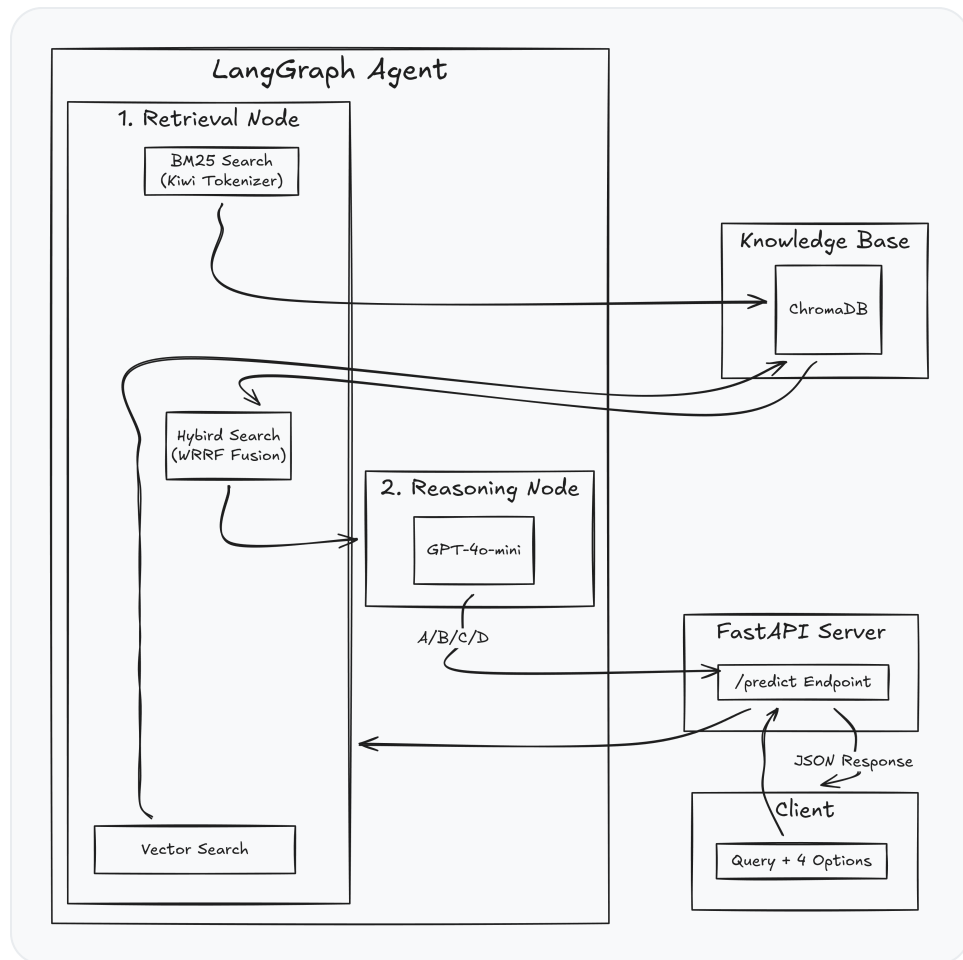 LangGraph Agent
1. Retrieval Node
BM25 Search
(Kiwi Tokenizer)
Knowledge Base
ChromaDB
Hybird Search
(WRRF Fusion)
2. Reasoning Node
GPT-4o-mini
A/B/C/D
FastAPI Server
/predict Endpoint
JSON Response
Client
Query + 4 Options
Vector Search